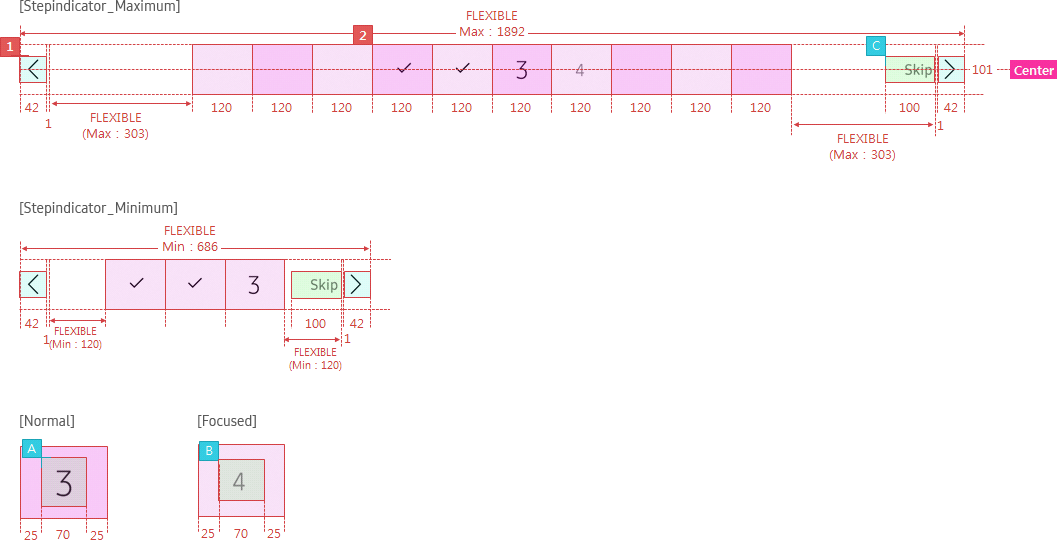 [Stepindicator_Maximum]
FLEXIBLE
Max : 1892
1
2
C
3
4
Skip
101
Center
42
1
120
120
120
120
120
120
120
120
120
120
100
42
1
FLEXIBLE
(Max : 303)
FLEXIBLE
(Max : 303)
[Stepindicator_Minimum]
FLEXIBLE
Min : 686
3
Skip
42
1
FLEXIBLE
(Min : 120)
100
42
1
FLEXIBLE
(Min : 120)
[Normal]
[Focused]
A
3
B
4
25
70
25
25
70
25